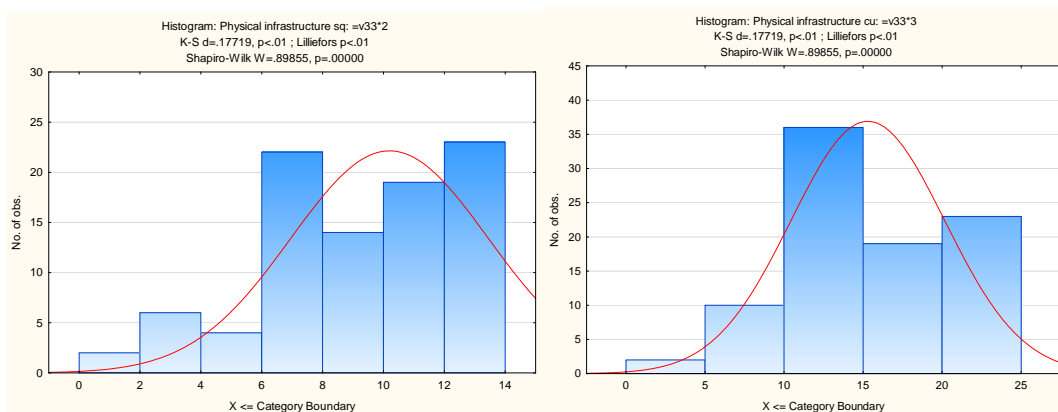 Histogram: Physical infrastructure sq: =v33*2
K-S d=.17719, p<.01 ; Lilliefors p<.01
Shapiro-Wilk W=.89855, p=.00000
30
25
20
15
10
5
0
No. of obs.
0 2 4 6 8 10 12 14
X <= Category Boundary
Histogram: Physical infrastructure cu: =v33*3
K-S d=.17719, p<.01 ; Lilliefors p<.01
Shapiro-Wilk W=.89855, p=.00000
45
40
35
30
25
20
15
10
5
0
No. of obs.
0 5 10 15 20 25
X <= Category Boundary